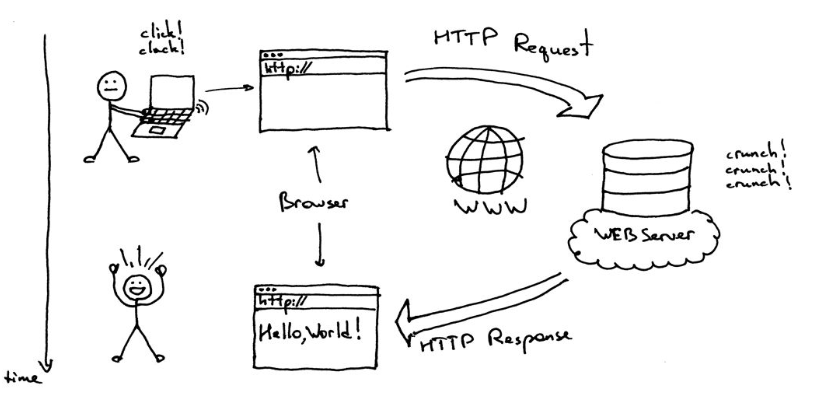 click!
clack!
HTTP Request
http://
crunch!
crunch!
crunch!
Browser
WWW
WEB Server
http://
Hello, World!
HTTP Response
time